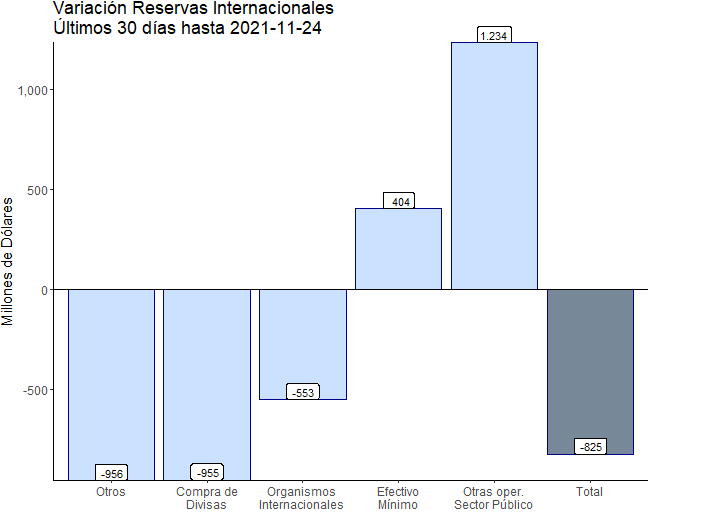 Variación Reservas Internacionales
Últimos 30 días hasta 2021-11-24
Millones de Dólares
1,000
500
0
-500
-956
-955
-553
404
1.234
-825
Otros
Compra de
Divisas
Organismos
Internacionales
Efectivo
Mínimo
Otras oper.
Sector Público
Total